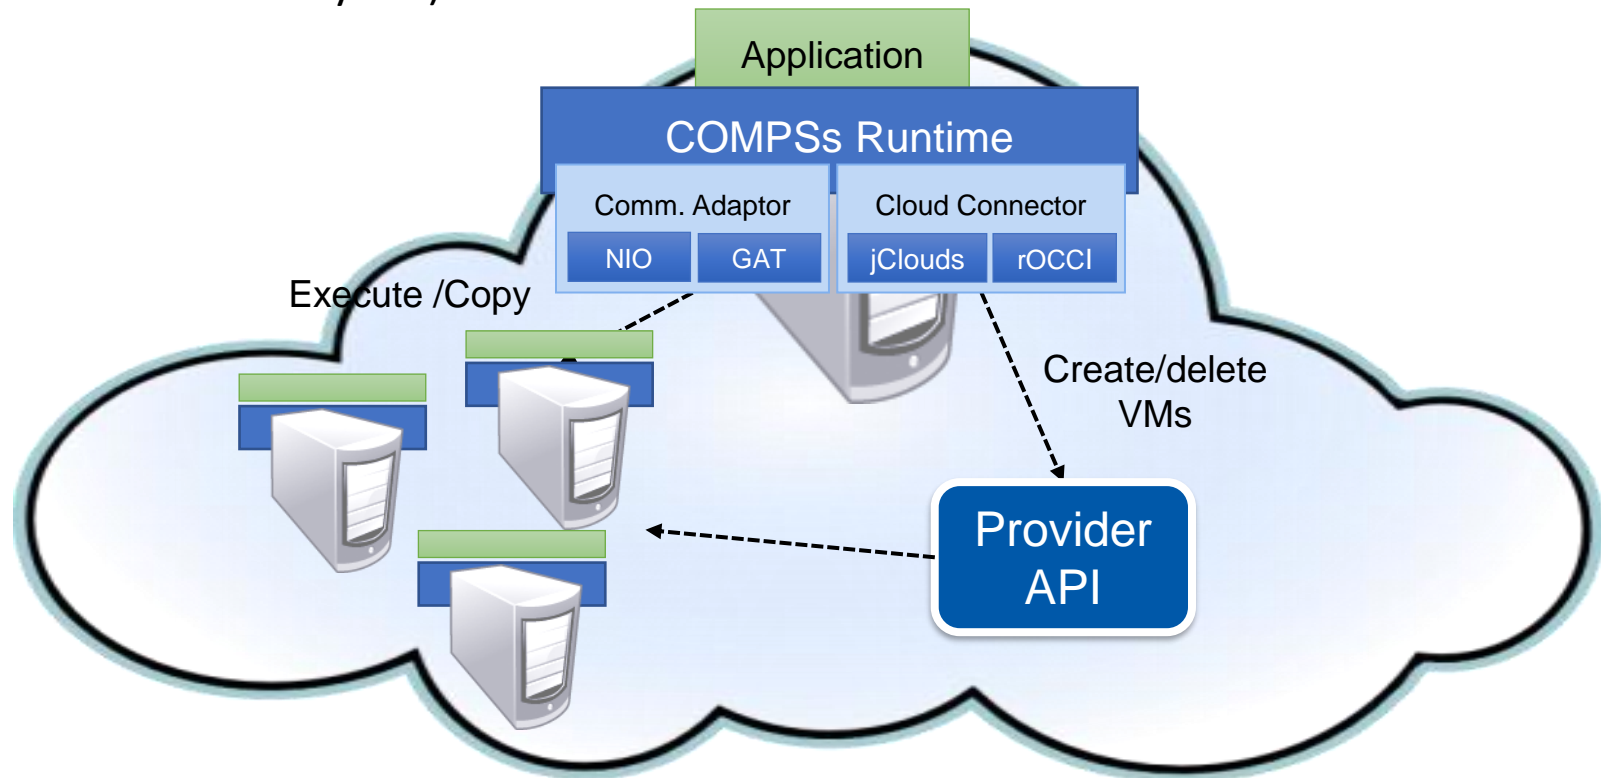 Application
COMPSs Runtime
Comm. Adaptor
Cloud Connector
NIO
GAT
jClouds
rOCCI
Execute /Copy
Create/delete
VMs
Provider
API